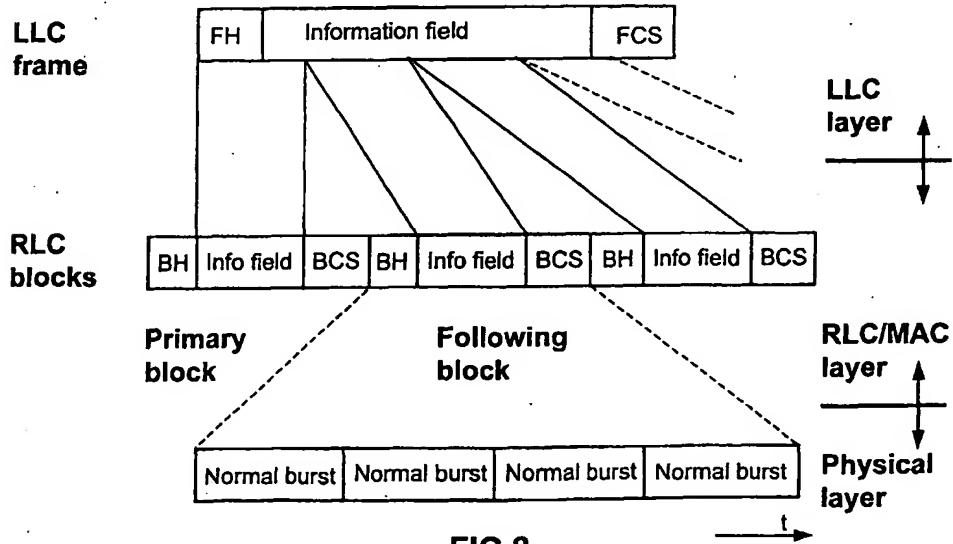 LLC
frame
FH
Information field
FCS
LLC
layer
RLC
blocks
BH
Info field
BCS
BH
Info field
BCS
BH
Info field
BCS
Primary
block
Following
block
RLC/MAC
layer
Normal burst
Normal burst
Normal burst
Normal burst
Physical
layer
t